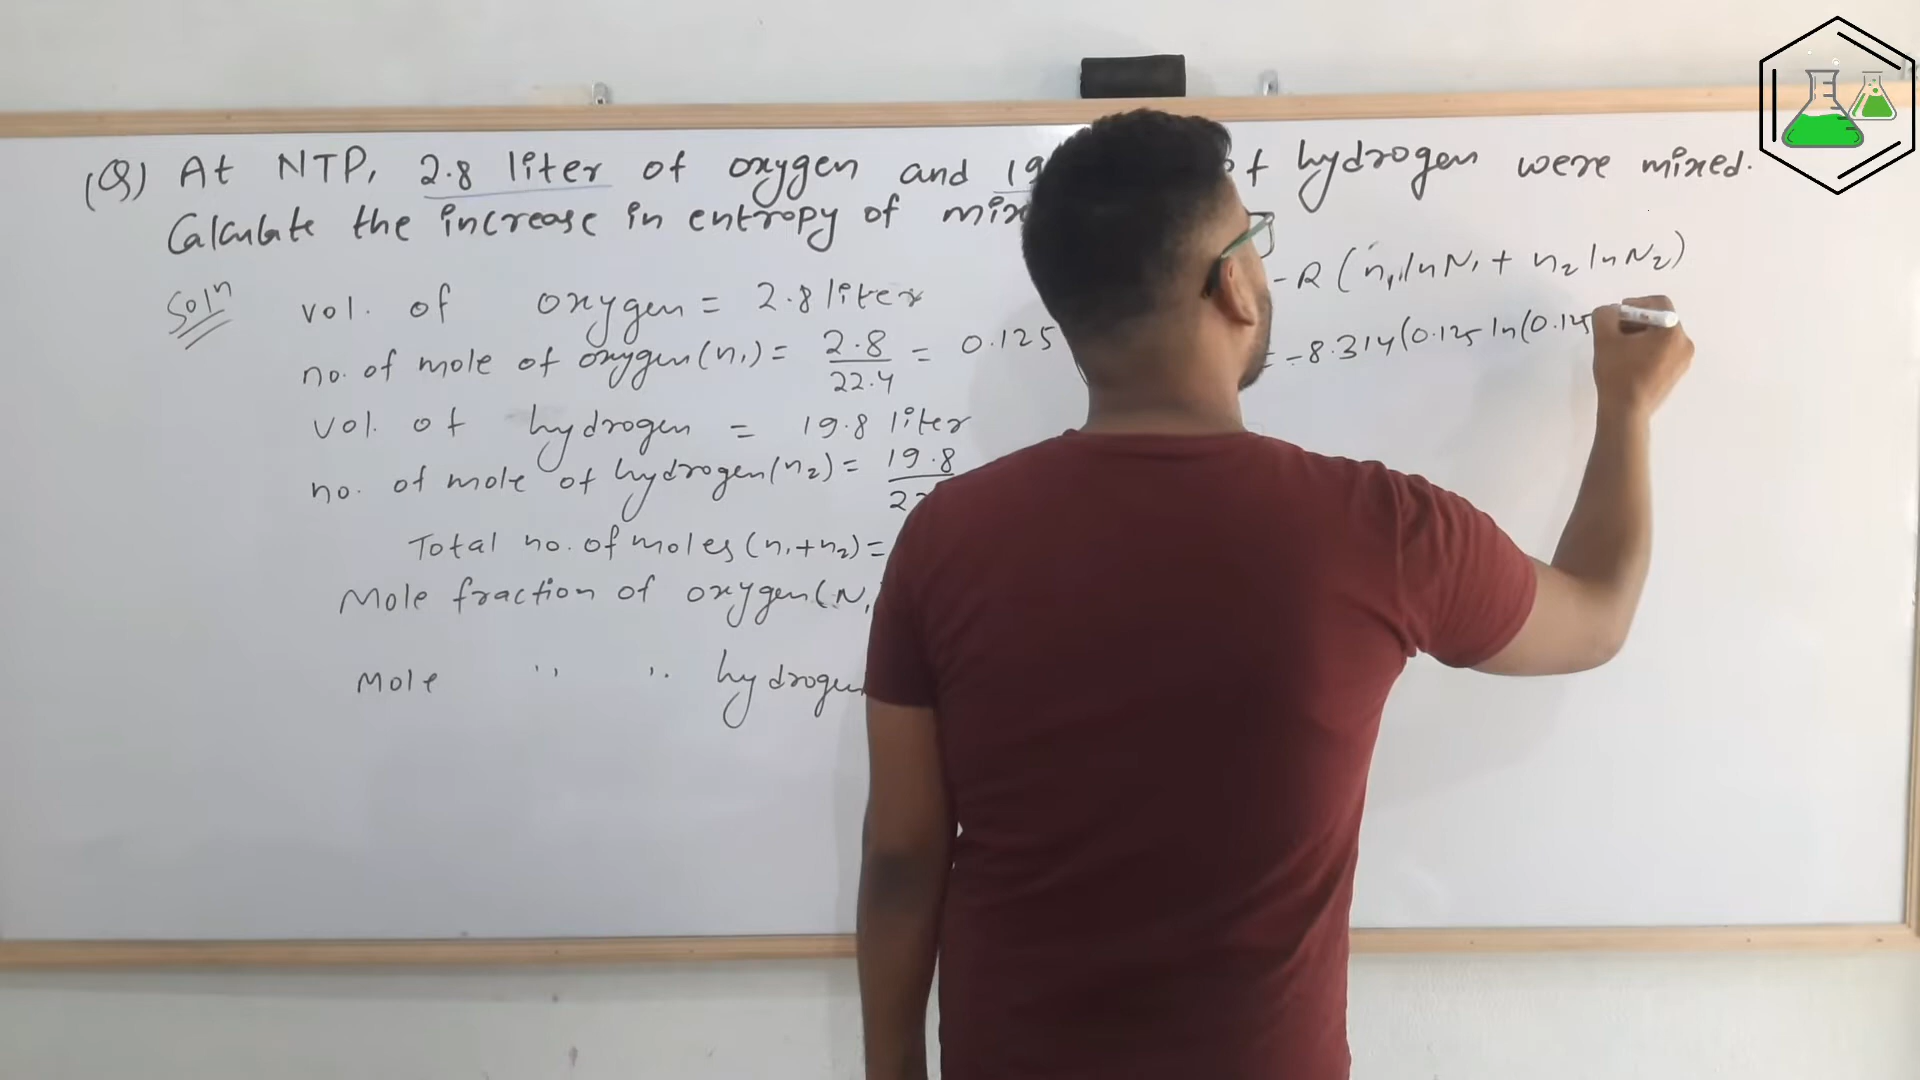 (Q) At NTP, 2.8 liter of oxygen and 19 of hydrogen were mixed.
Calculate the increase in entropy of
Soln
vol. of oxygen = 2.8 liter
no. of mole of oxygen (n₁) = 2.8/22.4 = 0.125
vol. of hydrogen = 19.8 liter
no. of mole of hydrogen (n₂) = 19.8/2
Total no. of moles (n₁+n₂) =
Mole fraction of oxygen (N₁
Mole " " hydrogen
-R (n₁ ln N₁ + n₂ ln N₂)
= -8.314 (0.125 ln (0.125